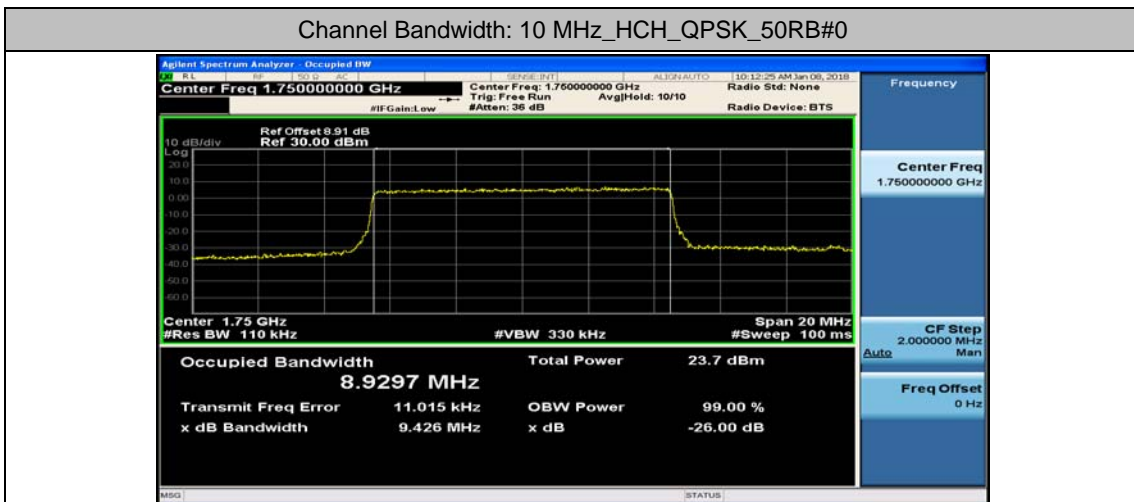 Channel Bandwidth: 10 MHz_HCH_QPSK_50RB#0
Agilent Spectrum Analyzer - Occupied BW
RL RF 50 Ω AC SENSE:INT ALIGN AUTO 10:12:25 AM Jan 08, 2018
Center Freq 1.750000000 GHz
Center Freq: 1.750000000 GHz
Radio Std: None
Trig: Free Run Avg|Hold: 10/10
#IFGain:Low
#Atten: 36 dB
Radio Device: BTS
Ref Offset 8.91 dB
10 dB/div Ref 30.00 dBm
Log
20.0
10.0
0.00
-10.0
-20.0
-30.0
-40.0
-50.0
-60.0
Center 1.75 GHz Span 20 MHz
#Res BW 110 kHz #VBW 330 kHz #Sweep 100 ms
Occupied Bandwidth Total Power 23.7 dBm
8.9297 MHz
Transmit Freq Error 11.015 kHz OBW Power 99.00 %
x dB Bandwidth 9.426 MHz x dB -26.00 dB
MSG STATUS
Frequency
Center Freq
1.750000000 GHz
CF Step
2.000000 MHz
Auto Man
Freq Offset
0 Hz